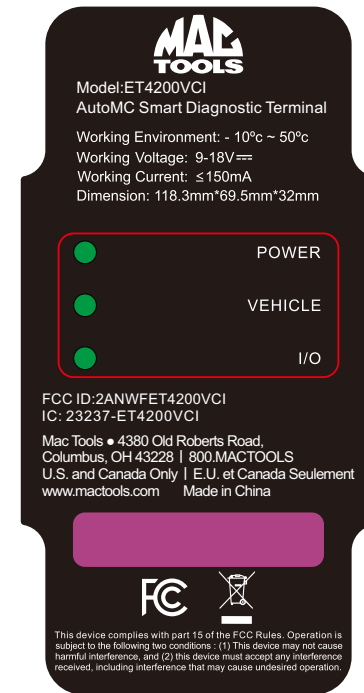 MAC
TOOLS
Model:ET4200VCI
AutoMC Smart Diagnostic Terminal
Working Environment: - 10ºc ~ 50ºc
Working Voltage: 9-18V⎓
Working Current: ≤150mA
Dimension: 118.3mm*69.5mm*32mm
POWER
VEHICLE
I/O
FCC ID:2ANWFET4200VCI
IC: 23237-ET4200VCI
Mac Tools ● 4380 Old Roberts Road,
Columbus, OH 43228 | 800.MACTOOLS
U.S. and Canada Only | E.U. et Canada Seulement
www.mactools.com Made in China
FC
This device complies with part 15 of the FCC Rules. Operation is
subject to the following two conditions : (1) This device may not cause
harmful interference, and (2) this device must accept any interference
received, including interference that may cause undesired operation.